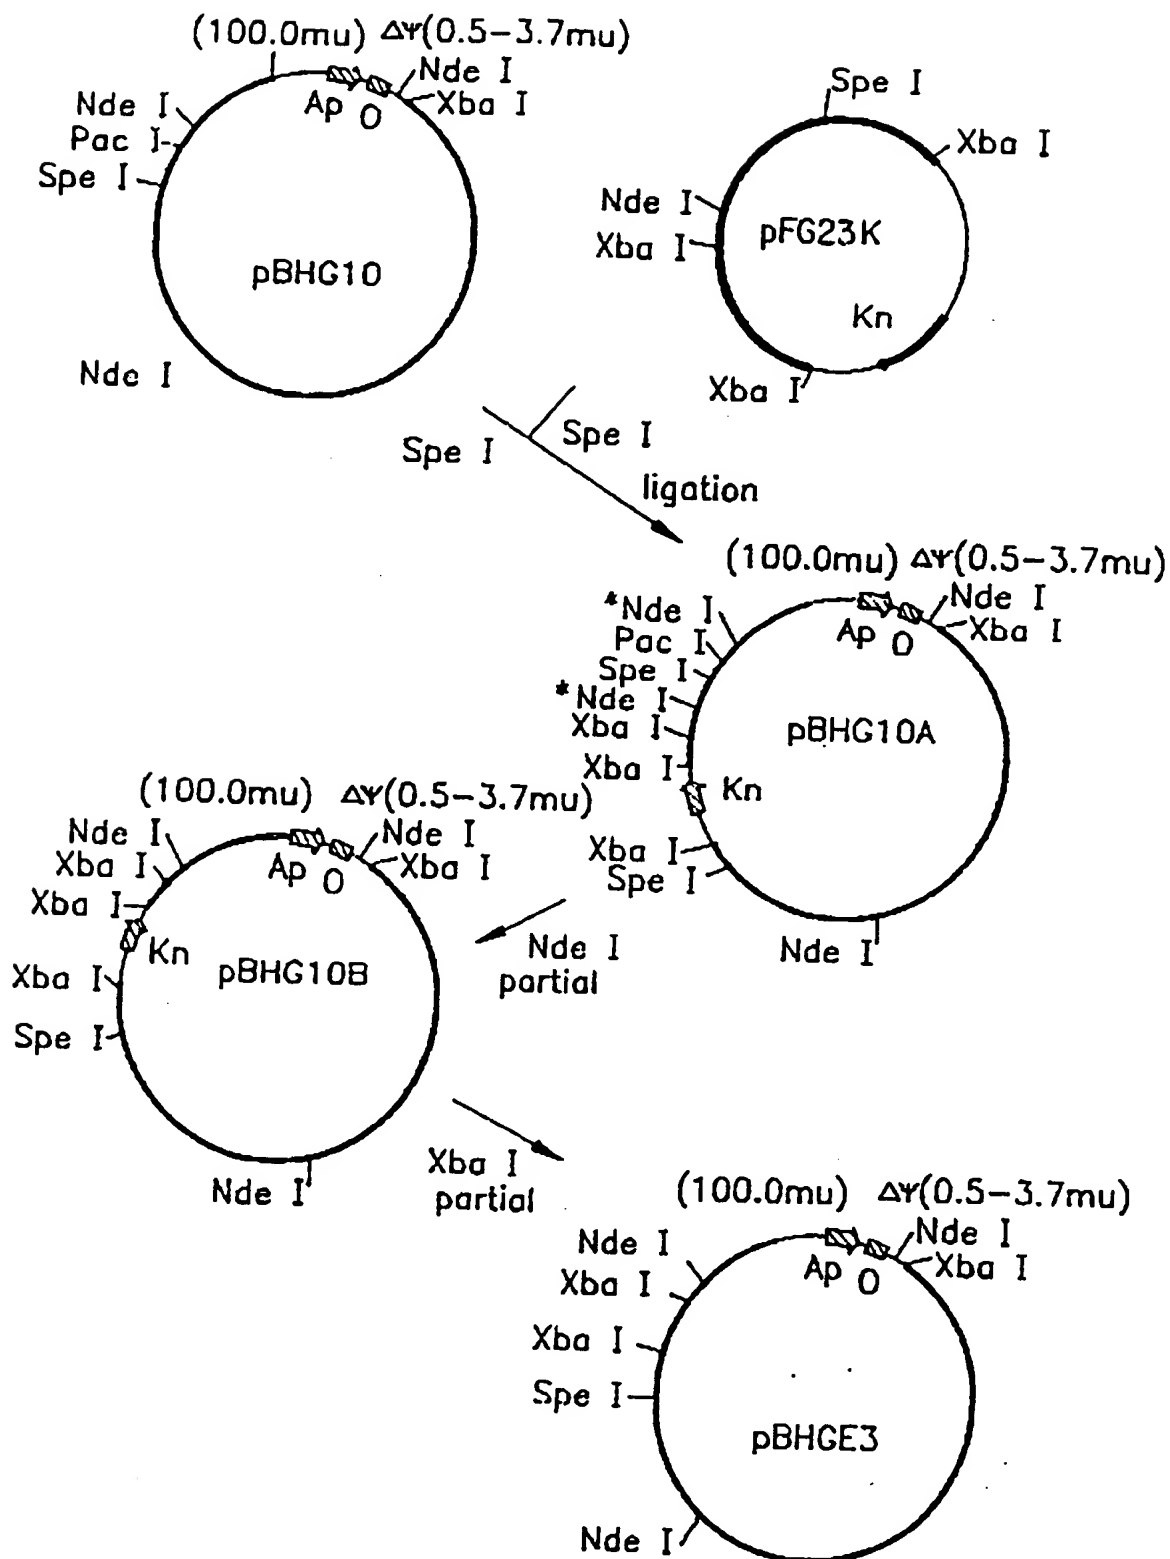 (100.0mu) ΔΨ(0.5-3.7mu)
Nde I
Xba I
Ap O
Nde I
Pac I
Spe I
pBHG10
Nde I
Spe I
Xba I
Nde I
Xba I
pFG23K
Kn
Xba I
Spe I
Spe I
ligation
(100.0mu) ΔΨ(0.5-3.7mu)
*Nde I
Pac I
Spe I
*Nde I
Xba I
Xba I
Kn
Xba I
Spe I
Nde I
Xba I
Ap O
pBHG10A
Nde I
Nde I
partial
(100.0mu) ΔΨ(0.5-3.7mu)
Nde I
Xba I
Xba I
Kn
Xba I
Spe I
Nde I
Xba I
Ap O
pBHG10B
Nde I
Xba I
partial
(100.0mu) ΔΨ(0.5-3.7mu)
Nde I
Xba I
Xba I
Spe I
Nde I
Xba I
Ap O
pBHGE3
Nde I